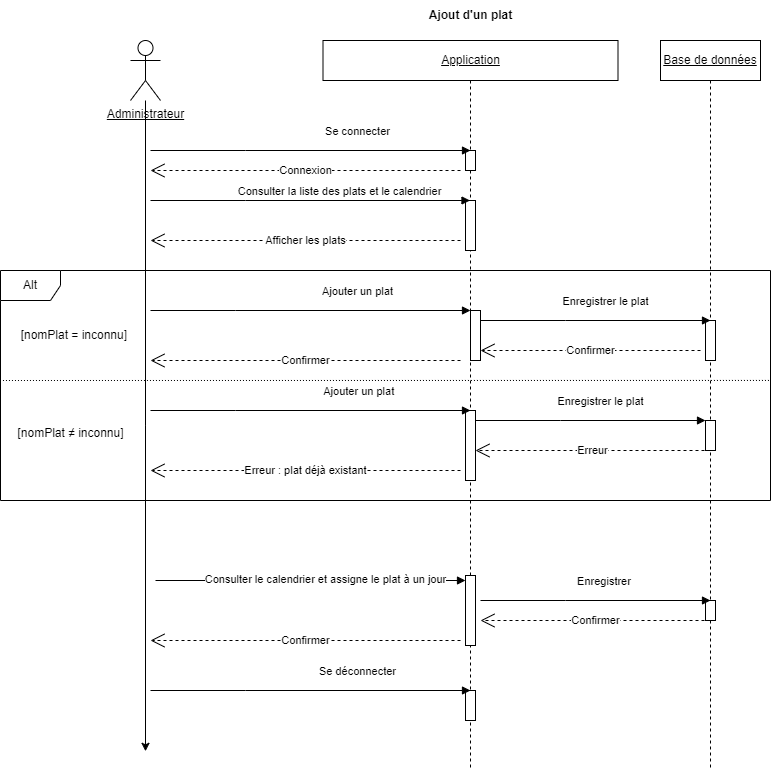 Ajout d'un plat
Application
Base de données
Administrateur
Se connecter
Connexion
Consulter la liste des plats et le calendrier
Afficher les plats
Alt
Ajouter un plat
Enregistrer le plat
[nomPlat = inconnu]
Confirmer
Confirmer
Ajouter un plat
Enregistrer le plat
[nomPlat ≠ inconnu]
Erreur
Erreur : plat déjà existant
Consulter le calendrier et assigne le plat à un jour
Enregistrer
Confirmer
Confirmer
Se déconnecter